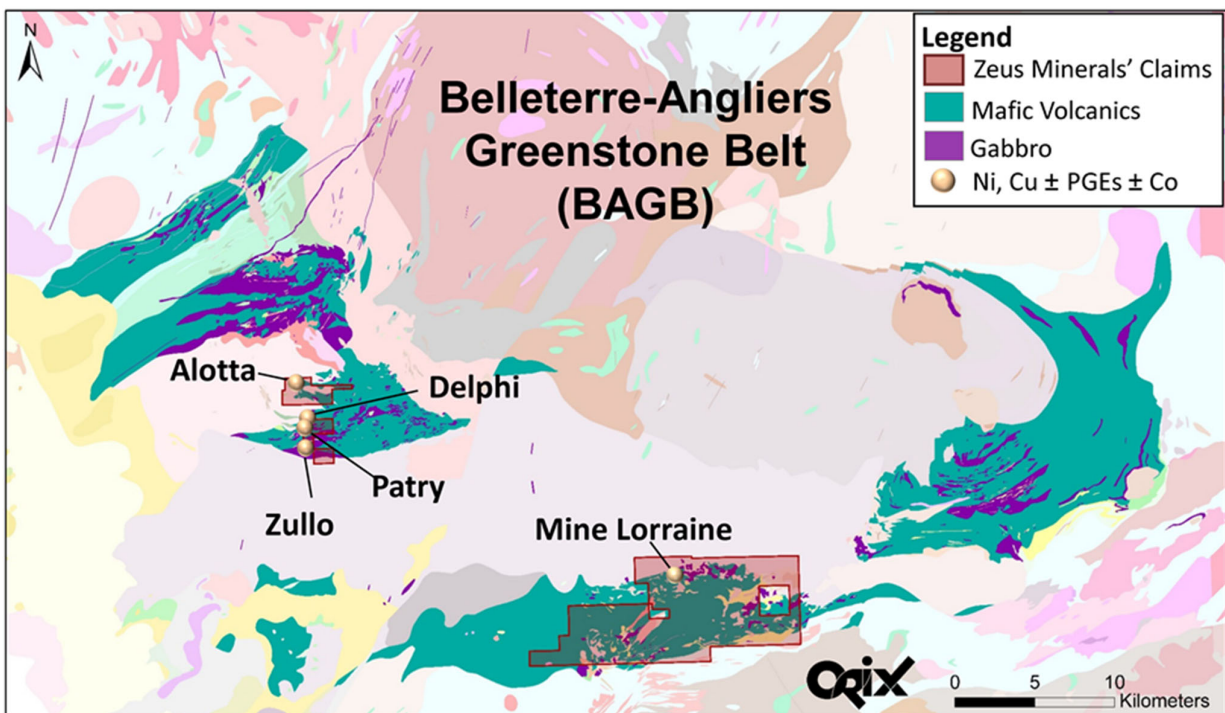 N
Belleterre-Angliers
Greenstone Belt
(BAGB)
Legend
Zeus Minerals' Claims
Mafic Volcanics
Gabbro
Ni, Cu ± PGEs ± Co
Alotta
Delphi
Patry
Zullo
Mine Lorraine
ORIX
0 5 10
Kilometers